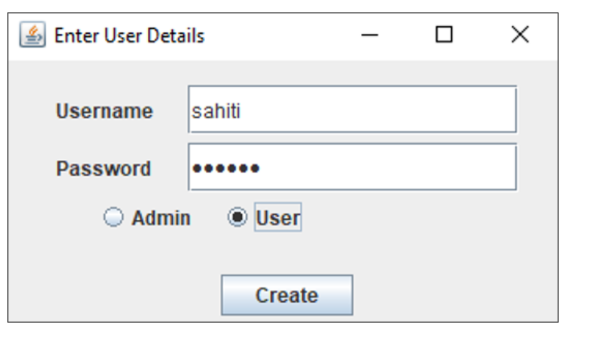 Enter User Details
Username sahiti
Password ••••••
Admin User
Create